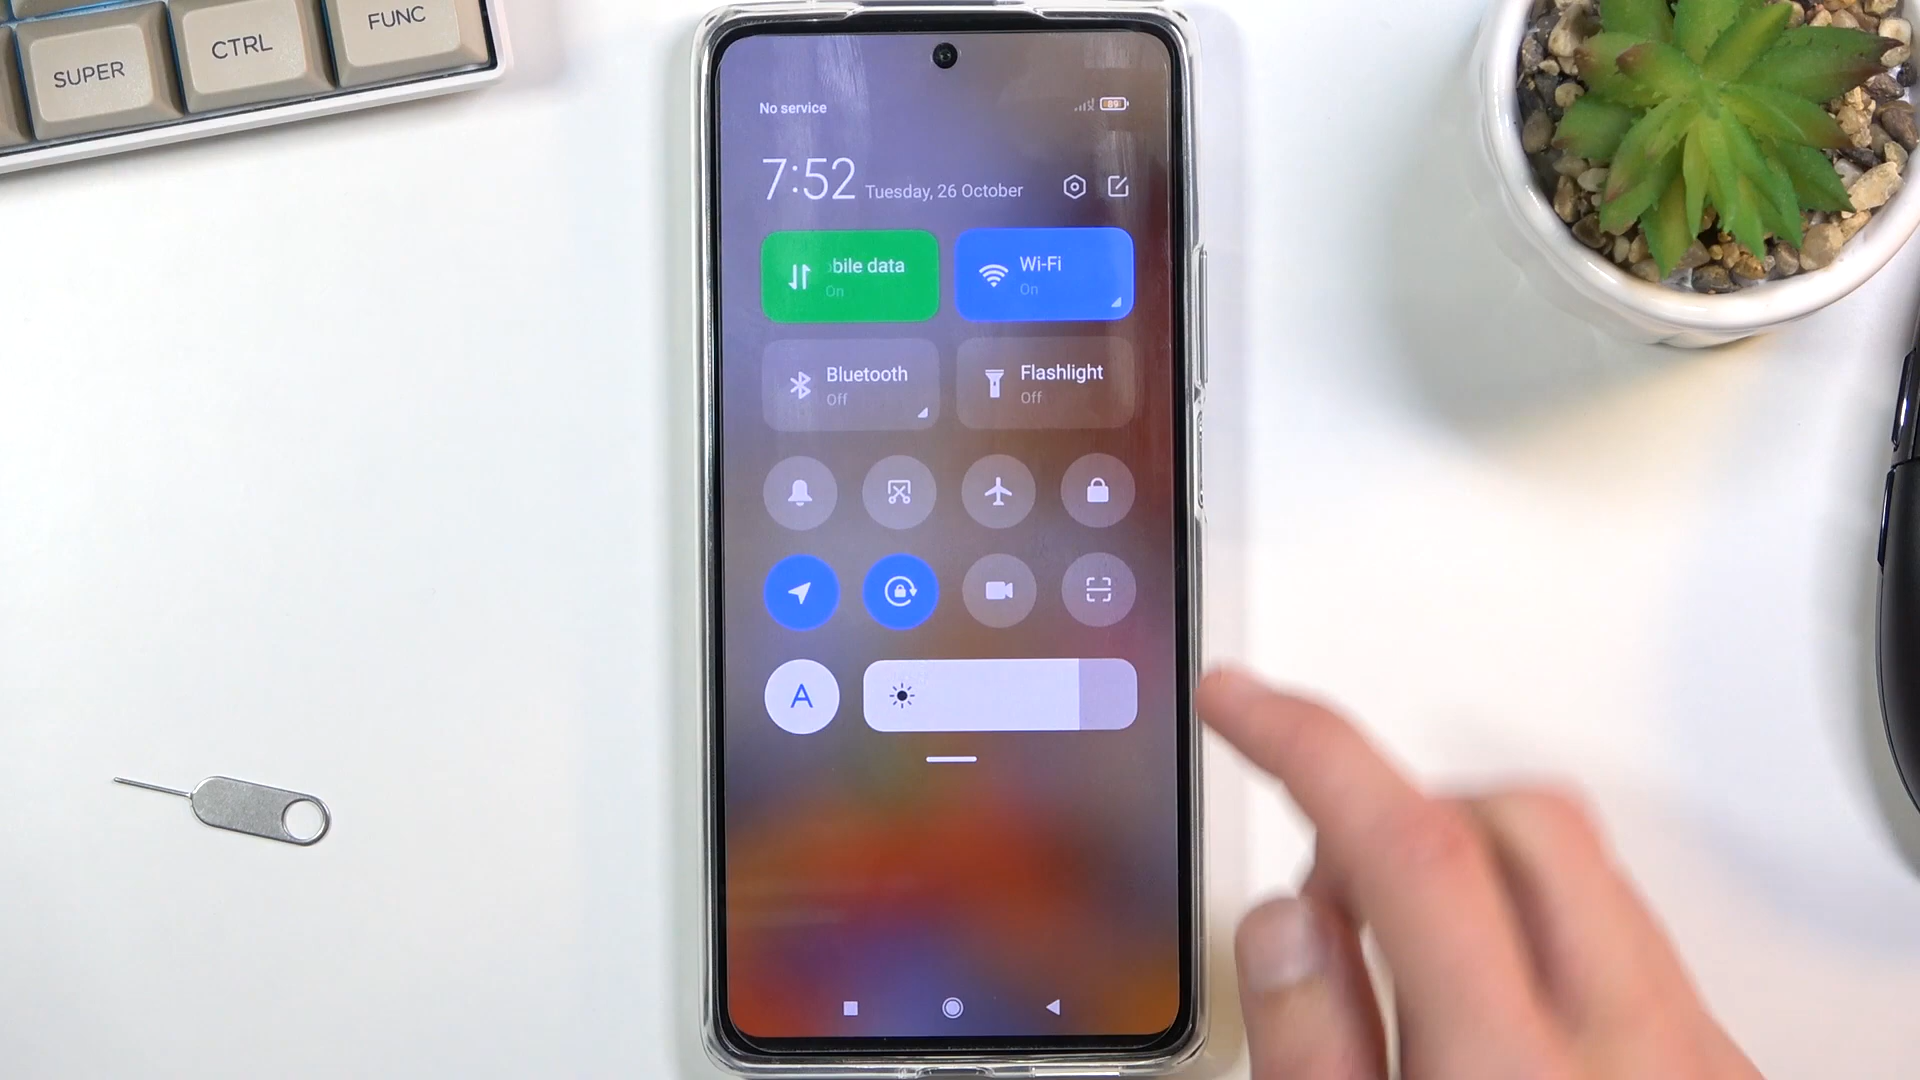 SUPER
CTRL
FUNC
No service
89
7:52 Tuesday, 26 October
bile data
On
Wi-Fi
On
Bluetooth
Off
Flashlight
Off
A